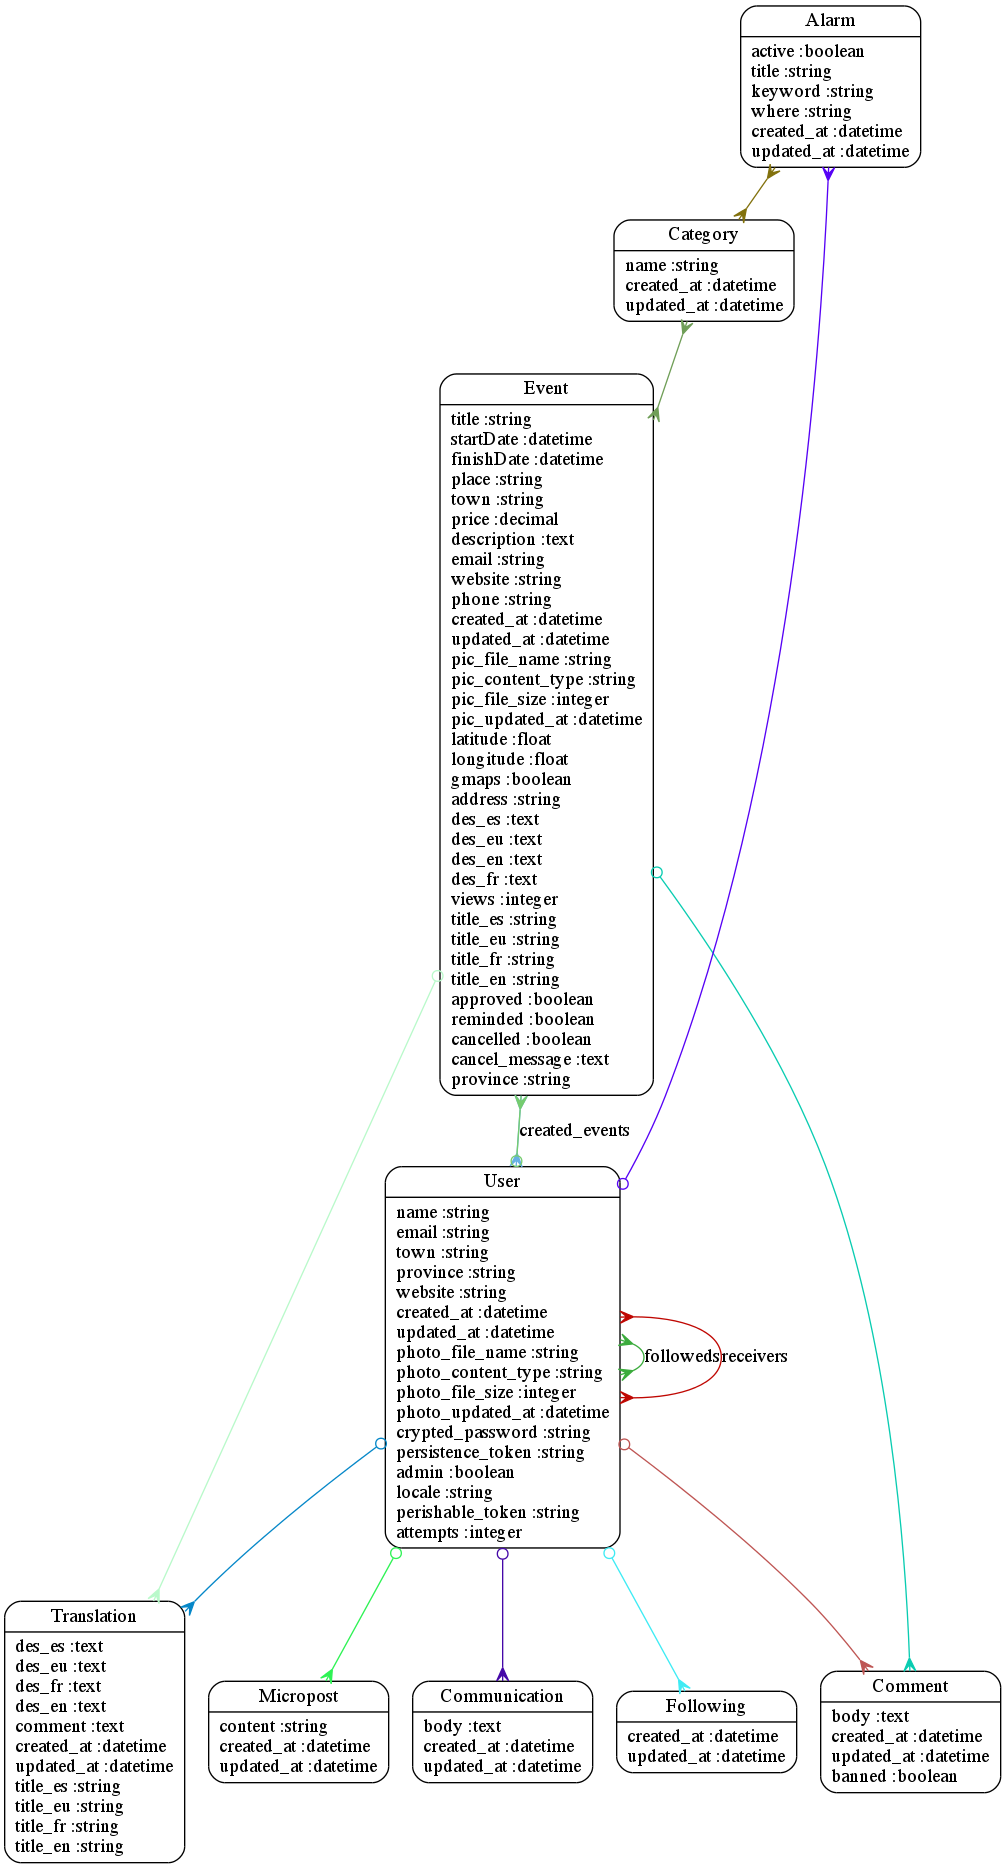 Alarm
active :boolean
title :string
keyword :string
where :string
created_at :datetime
updated_at :datetime
Category
name :string
created_at :datetime
updated_at :datetime
Event
title :string
startDate :datetime
finishDate :datetime
place :string
town :string
price :decimal
description :text
email :string
website :string
phone :string
created_at :datetime
updated_at :datetime
pic_file_name :string
pic_content_type :string
pic_file_size :integer
pic_updated_at :datetime
latitude :float
longitude :float
gmaps :boolean
address :string
des_es :text
des_eu :text
des_en :text
des_fr :text
views :integer
title_es :string
title_eu :string
title_fr :string
title_en :string
approved :boolean
reminded :boolean
cancelled :boolean
cancel_message :text
province :string
created_events
User
name :string
email :string
town :string
province :string
website :string
created_at :datetime
updated_at :datetime
photo_file_name :string
photo_content_type :string
photo_file_size :integer
photo_updated_at :datetime
crypted_password :string
persistence_token :string
admin :boolean
locale :string
perishable_token :string
attempts :integer
followeds
receivers
Translation
des_es :text
des_eu :text
des_fr :text
des_en :text
comment :text
created_at :datetime
updated_at :datetime
title_es :string
title_eu :string
title_fr :string
title_en :string
Micropost
content :string
created_at :datetime
updated_at :datetime
Communication
body :text
created_at :datetime
updated_at :datetime
Following
created_at :datetime
updated_at :datetime
Comment
body :text
created_at :datetime
updated_at :datetime
banned :boolean